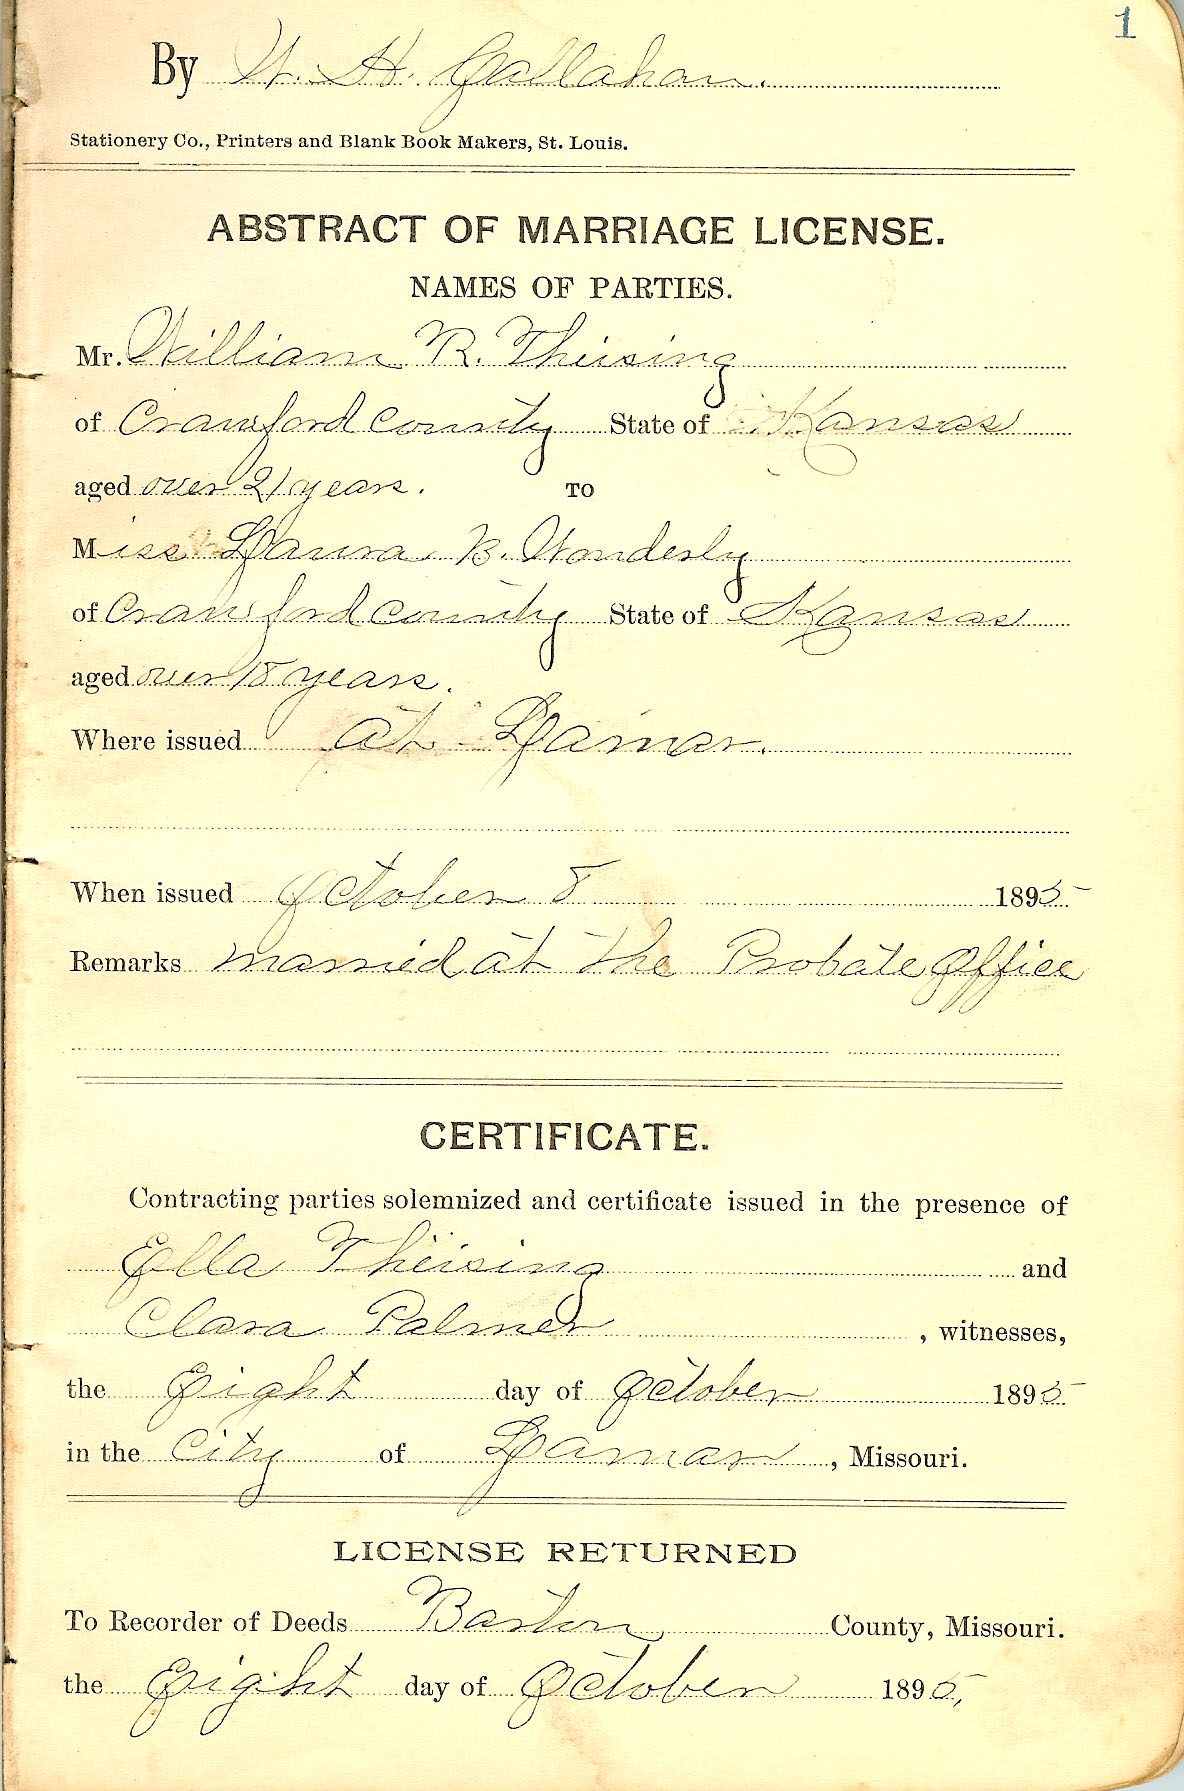 1
By W. H. Callahan.
Stationery Co., Printers and Blank Book Makers, St. Louis.
ABSTRACT OF MARRIAGE LICENSE.
NAMES OF PARTIES.
Mr. William R. Theising
of Crawford county State of Kansas
aged over 21 years. TO
Miss Laura B. Wonderly
of Crawford county State of Kansas
aged over 18 years.
Where issued at Lamar.
When issued October 8 1895
Remarks married at the Probate Office
CERTIFICATE.
Contracting parties solemnized and certificate issued in the presence of
Ella Theising and
Clara Palmer, witnesses,
the Eight day of October 1895
in the City of Lamar, Missouri.
LICENSE RETURNED
To Recorder of Deeds Barton County, Missouri.
the Eight day of October 1895,